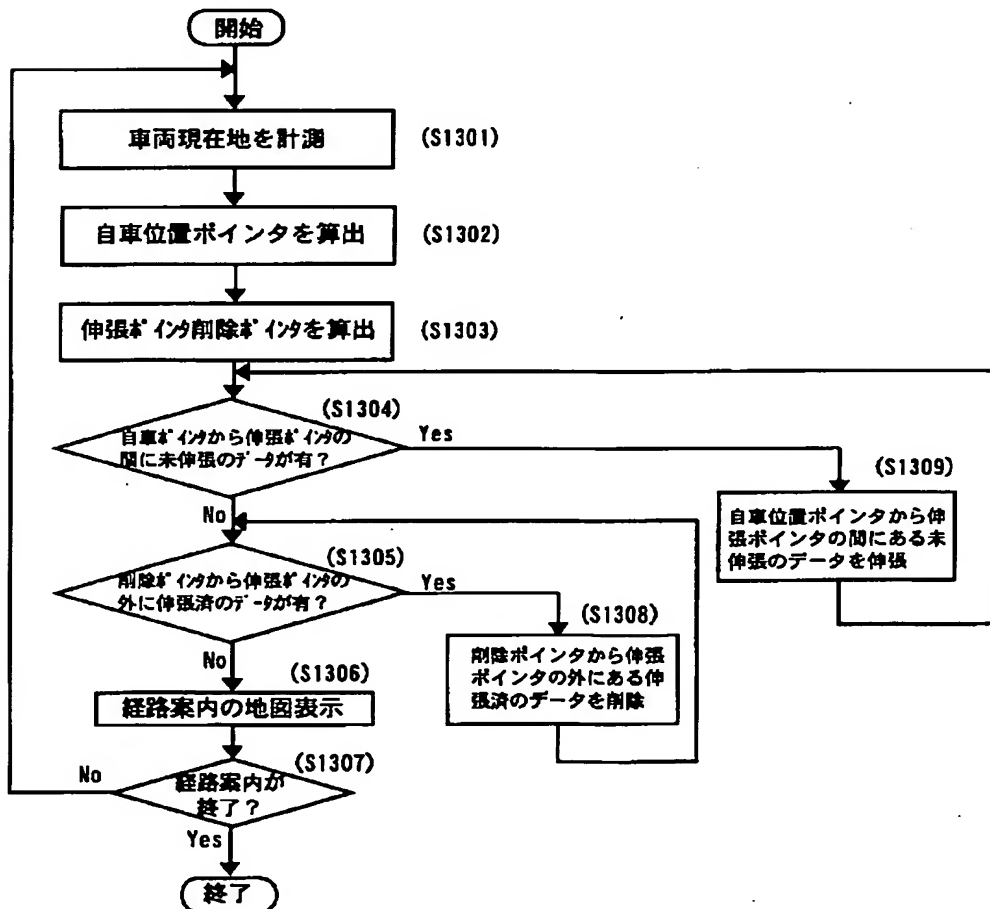 開始
車両現在地を計測
(S1301)
自車位置ポインタを算出
(S1302)
伸張ポインタ削除ポインタを算出
(S1303)
(S1304)
自車ポインタから伸張ポインタの
間に未伸張のデータが有?
Yes
No
(S1309)
自車位置ポインタから伸
張ポインタの間にある未
伸張のデータを伸張
(S1305)
削除ポインタから伸張ポインタの
外に伸張済のデータが有?
Yes
No
(S1308)
削除ポインタから伸張
ポインタの外にある伸
張済のデータを削除
(S1306)
経路案内の地図表示
(S1307)
経路案内が
終了?
No
Yes
終了